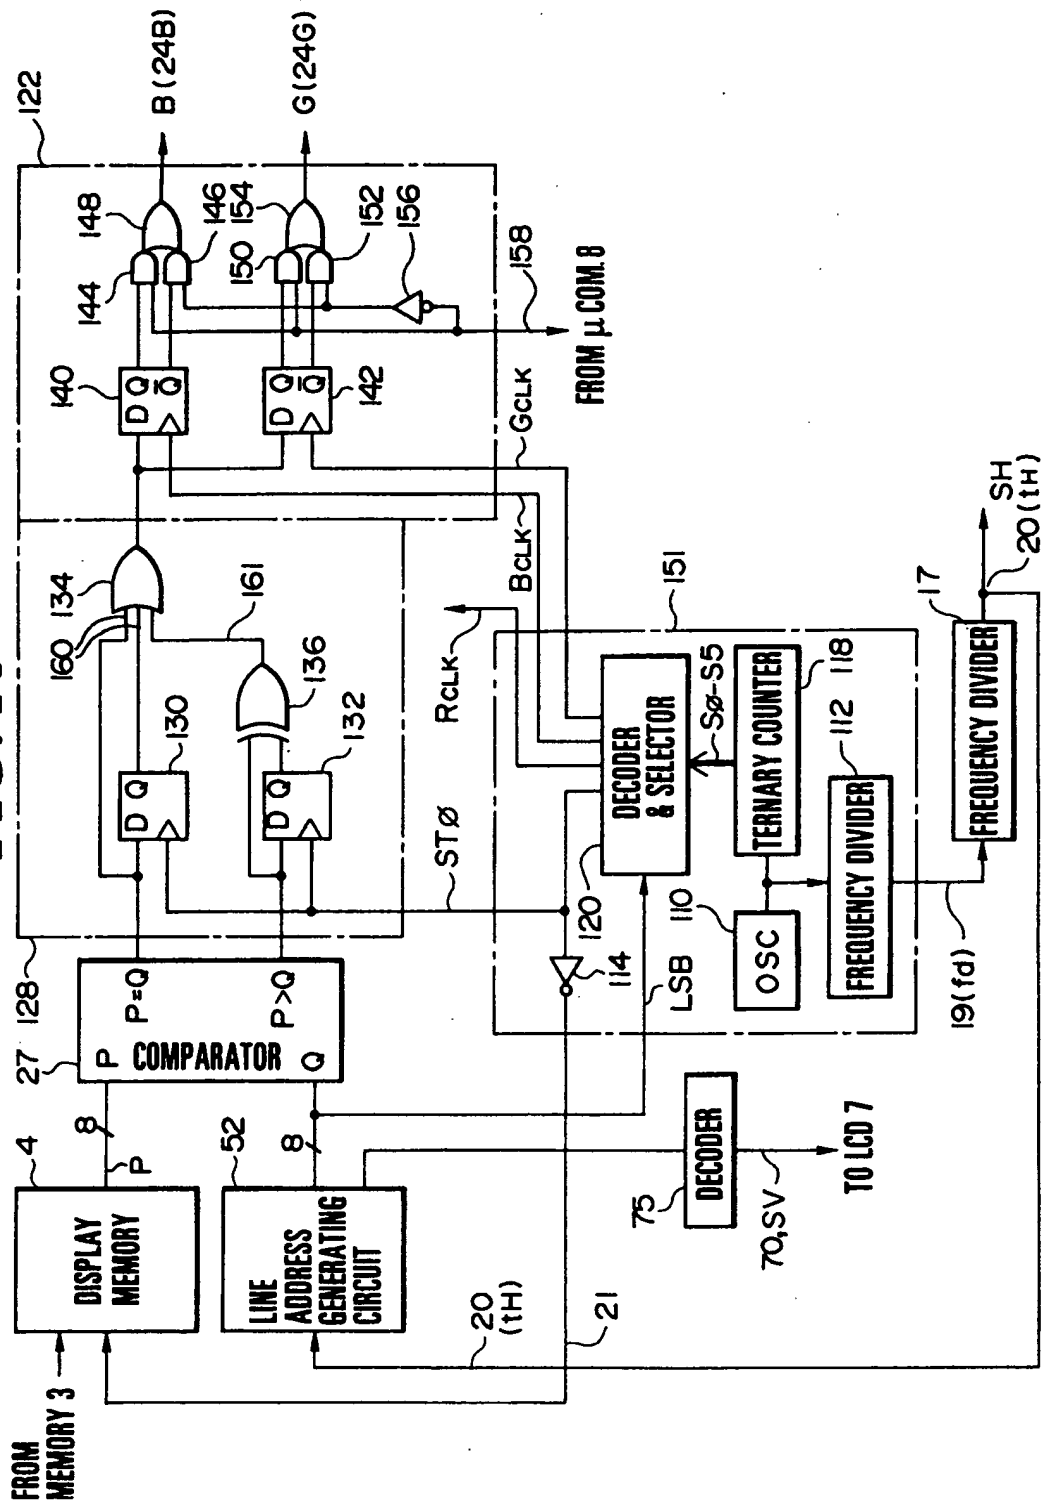 FROM
MEMORY 3
4
DISPLAY
MEMORY
8
P
52
LINE
ADDRESS
GENERATING
CIRCUIT
8
20
(tH)
21
27
P
P=Q
COMPARATOR
Q
P>Q
128
130
D Q
132
D Q
134
160
161
136
STØ
122
140
D Q
Q̅
142
D Q
Q̅
144
148
146
150
154
152
156
158
B(24B)
G(24G)
FROM μ COM. 8
GCLK
BCLK
RCLK
151
120
DECODER
& SELECTOR
SØ-S5
TERNARY COUNTER
118
110
OSC
112
FREQUENCY DIVIDER
114
LSB
75
DECODER
70,SV
TO LCD 7
19(fd)
17
FREQUENCY DIVIDER
SH
20(tH)